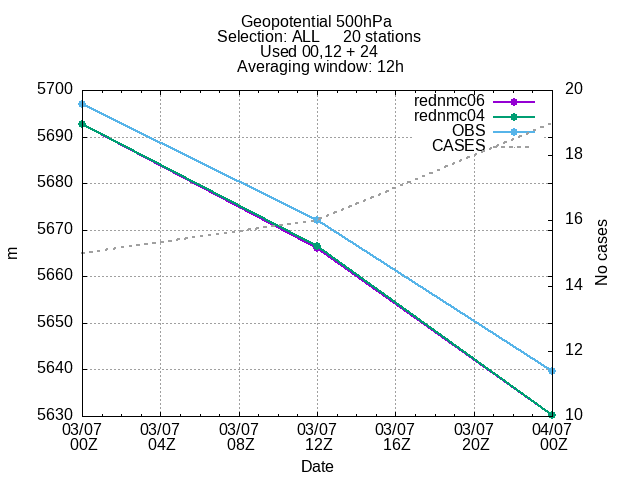 Geopotential 500hPa
Selection: ALL 20 stations
Used 00,12 + 24
Averaging window: 12h
5700
5690
5680
5670
5660
5650
5640
5630
m
20
18
16
14
12
10
No cases
rednmc06
rednmc04
OBS
CASES
03/07 03/07 03/07 03/07 03/07 03/07 04/07
00Z 04Z 08Z 12Z 16Z 20Z 00Z
Date